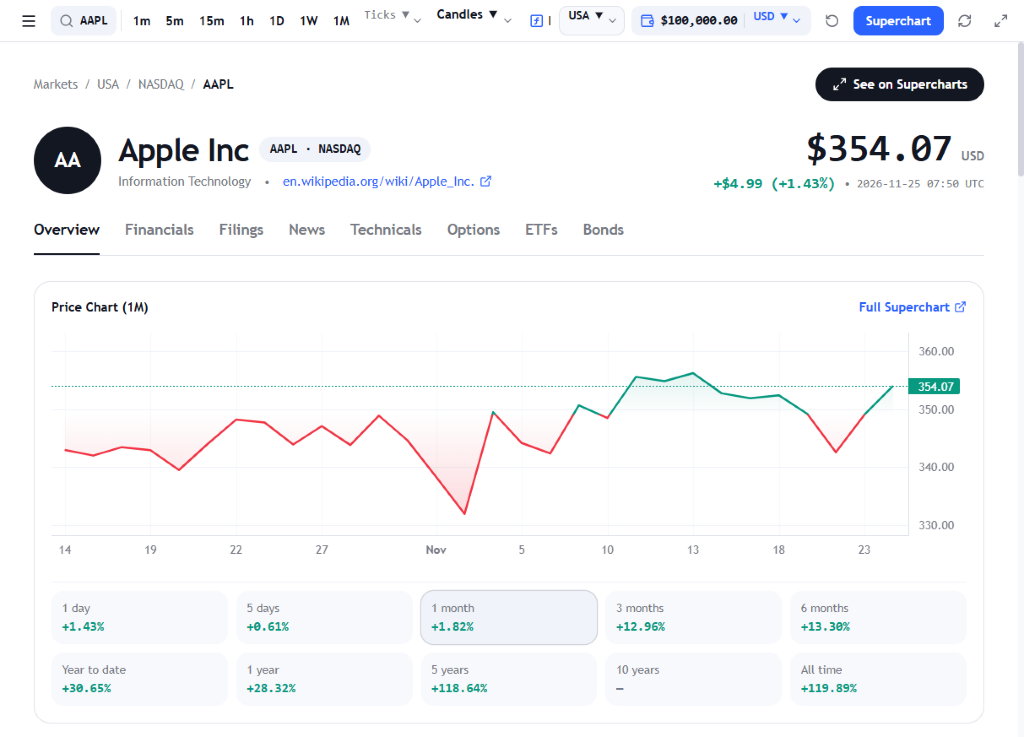 AAPL 1m 5m 15m 1h 1D 1W 1M Ticks ▼ Candles ▼ USA ▼ $100,000.00 USD ▼ Supercharts
Markets / USA / NASDAQ / AAPL
See on Supercharts
AA
Apple Inc AAPL · NASDAQ
$354.07 USD
Information Technology • en.wikipedia.org/wiki/Apple_Inc.
+$4.99 (+1.43%) • 2026-11-25 07:50 UTC
Overview Financials Filings News Technicals Options ETFs Bonds
Price Chart (1M) Full Superchart
360.00
354.07
350.00
340.00
330.00
14 19 22 27 Nov 5 10 13 18 23
1 day 5 days 1 month 3 months 6 months
+1.43% +0.61% +1.82% +12.96% +13.30%
Year to date 1 year 5 years 10 years All time
+30.65% +28.32% +118.64% — +119.89%